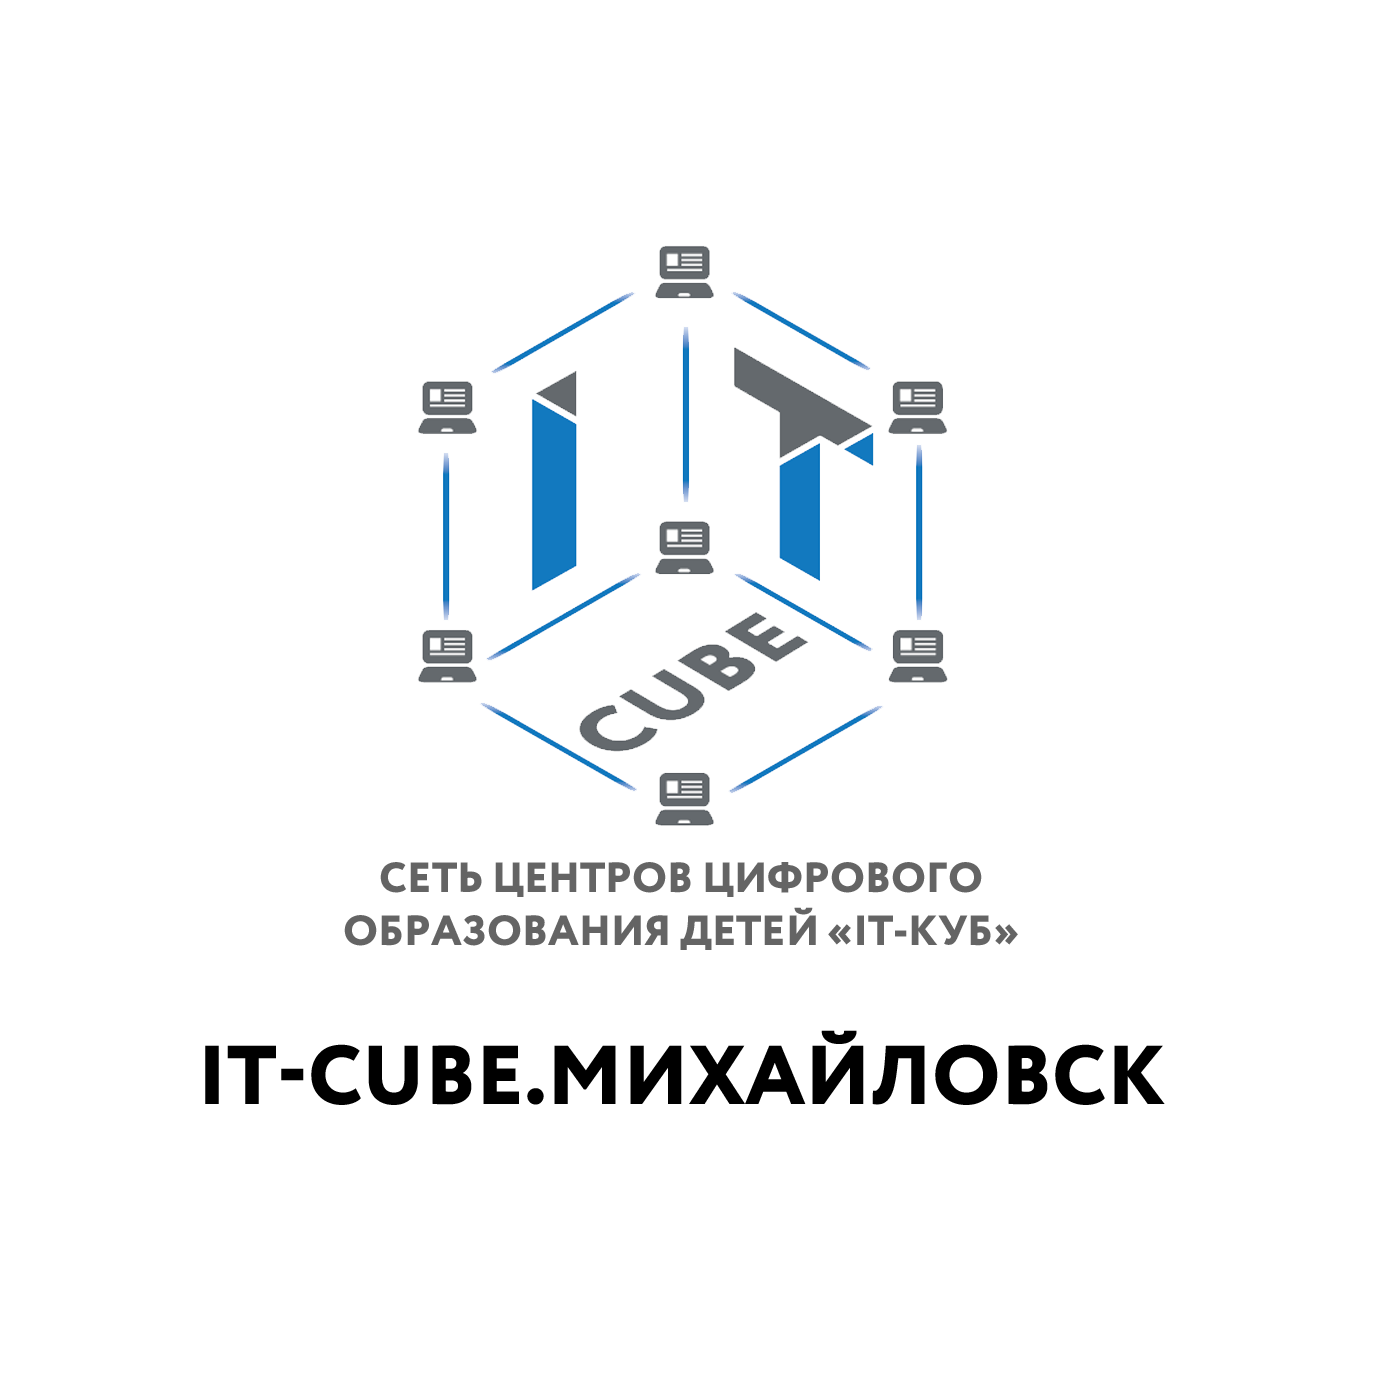 IT
CUBE
СЕТЬ ЦЕНТРОВ ЦИФРОВОГО
ОБРАЗОВАНИЯ ДЕТЕЙ «IT-КУБ»
IT-CUBE.МИХАЙЛОВСК